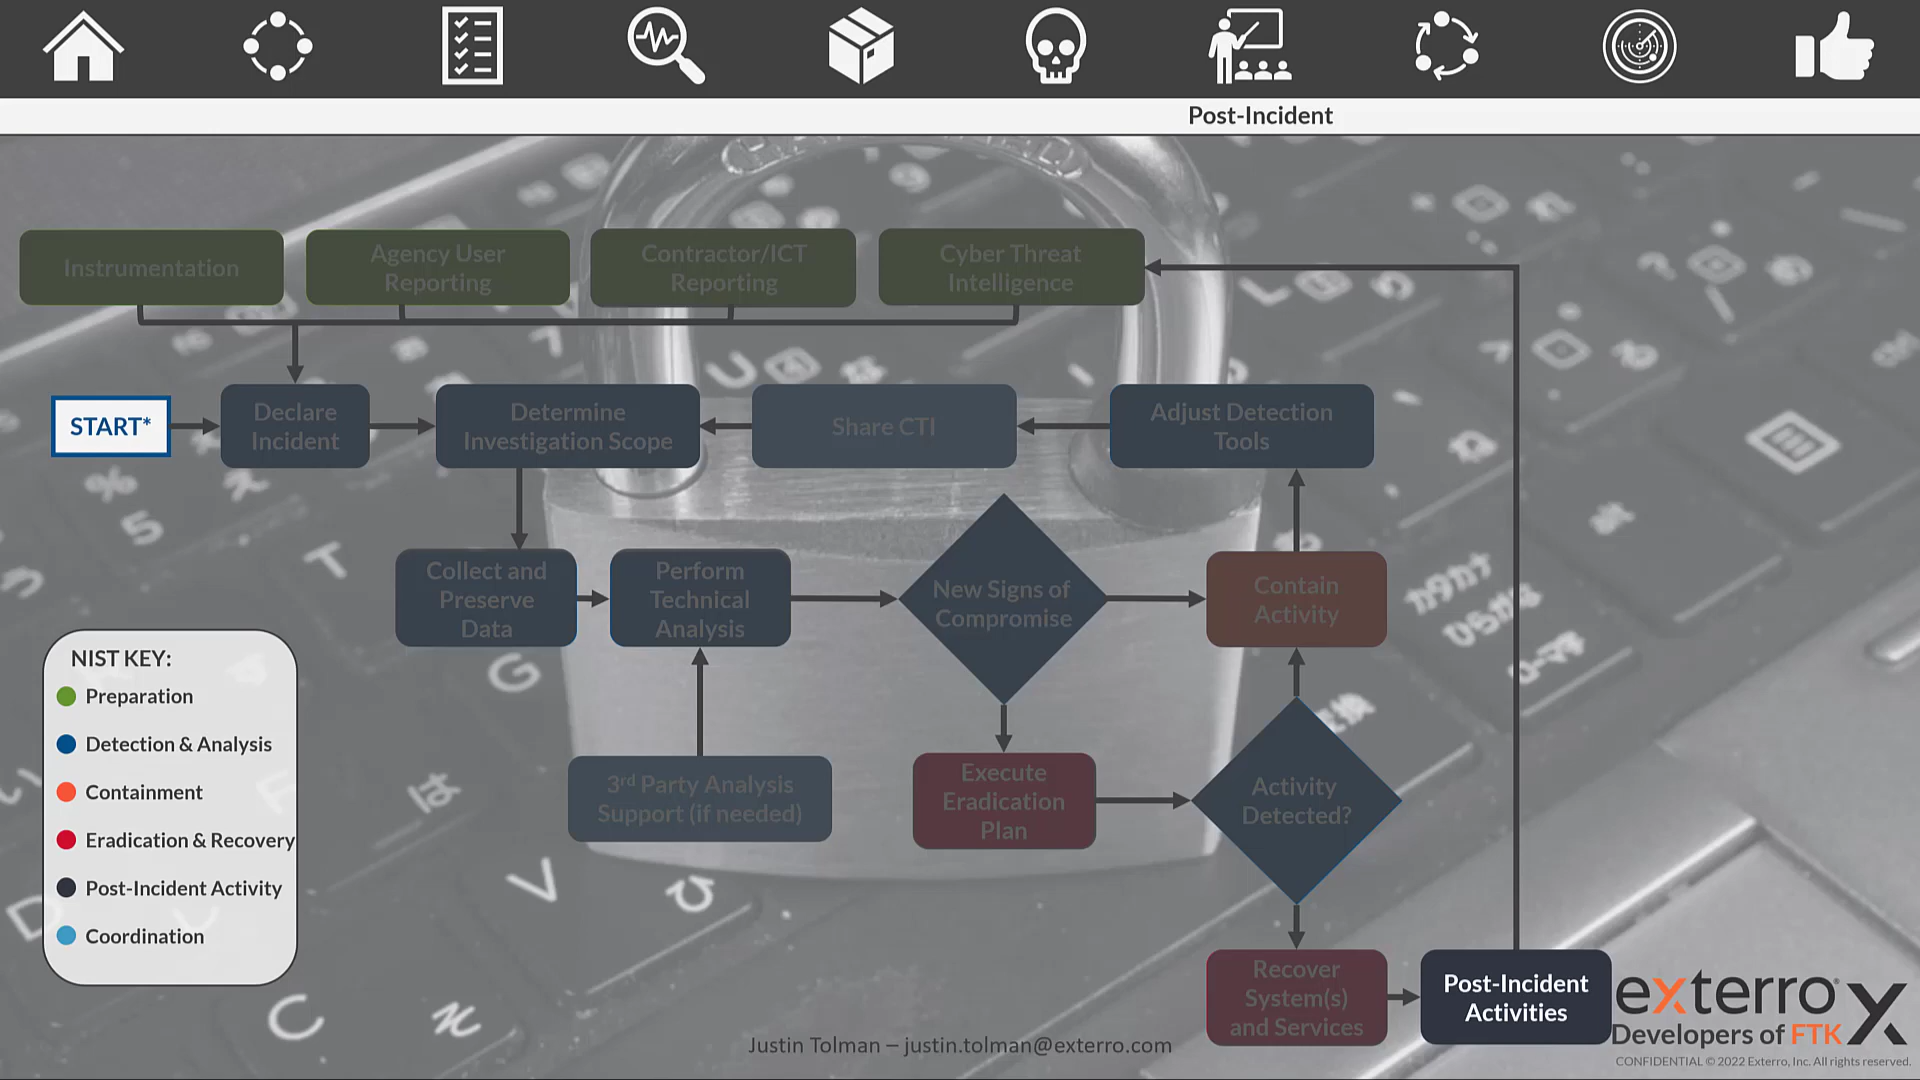 Post-Incident
Instrumentation
Agency User
Reporting
Contractor/ICT
Reporting
Cyber Threat
Intelligence
START*
Declare
Incident
Determine
Investigation Scope
Share CTI
Adjust Detection
Tools
Collect and
Preserve
Data
Perform
Technical
Analysis
New Signs of
Compromise
Contain
Activity
NIST KEY:
Preparation
Detection & Analysis
Containment
Eradication & Recovery
Post-Incident Activity
Coordination
3rd Party Analysis
Support (if needed)
Execute
Eradication
Plan
Activity
Detected?
Recover
System(s)
and Services
Post-Incident
Activities
exterro
Developers of FTK
Justin Tolman – justin.tolman@exterro.com
CONFIDENTIAL © 2022 Exterro, Inc. All rights reserved.